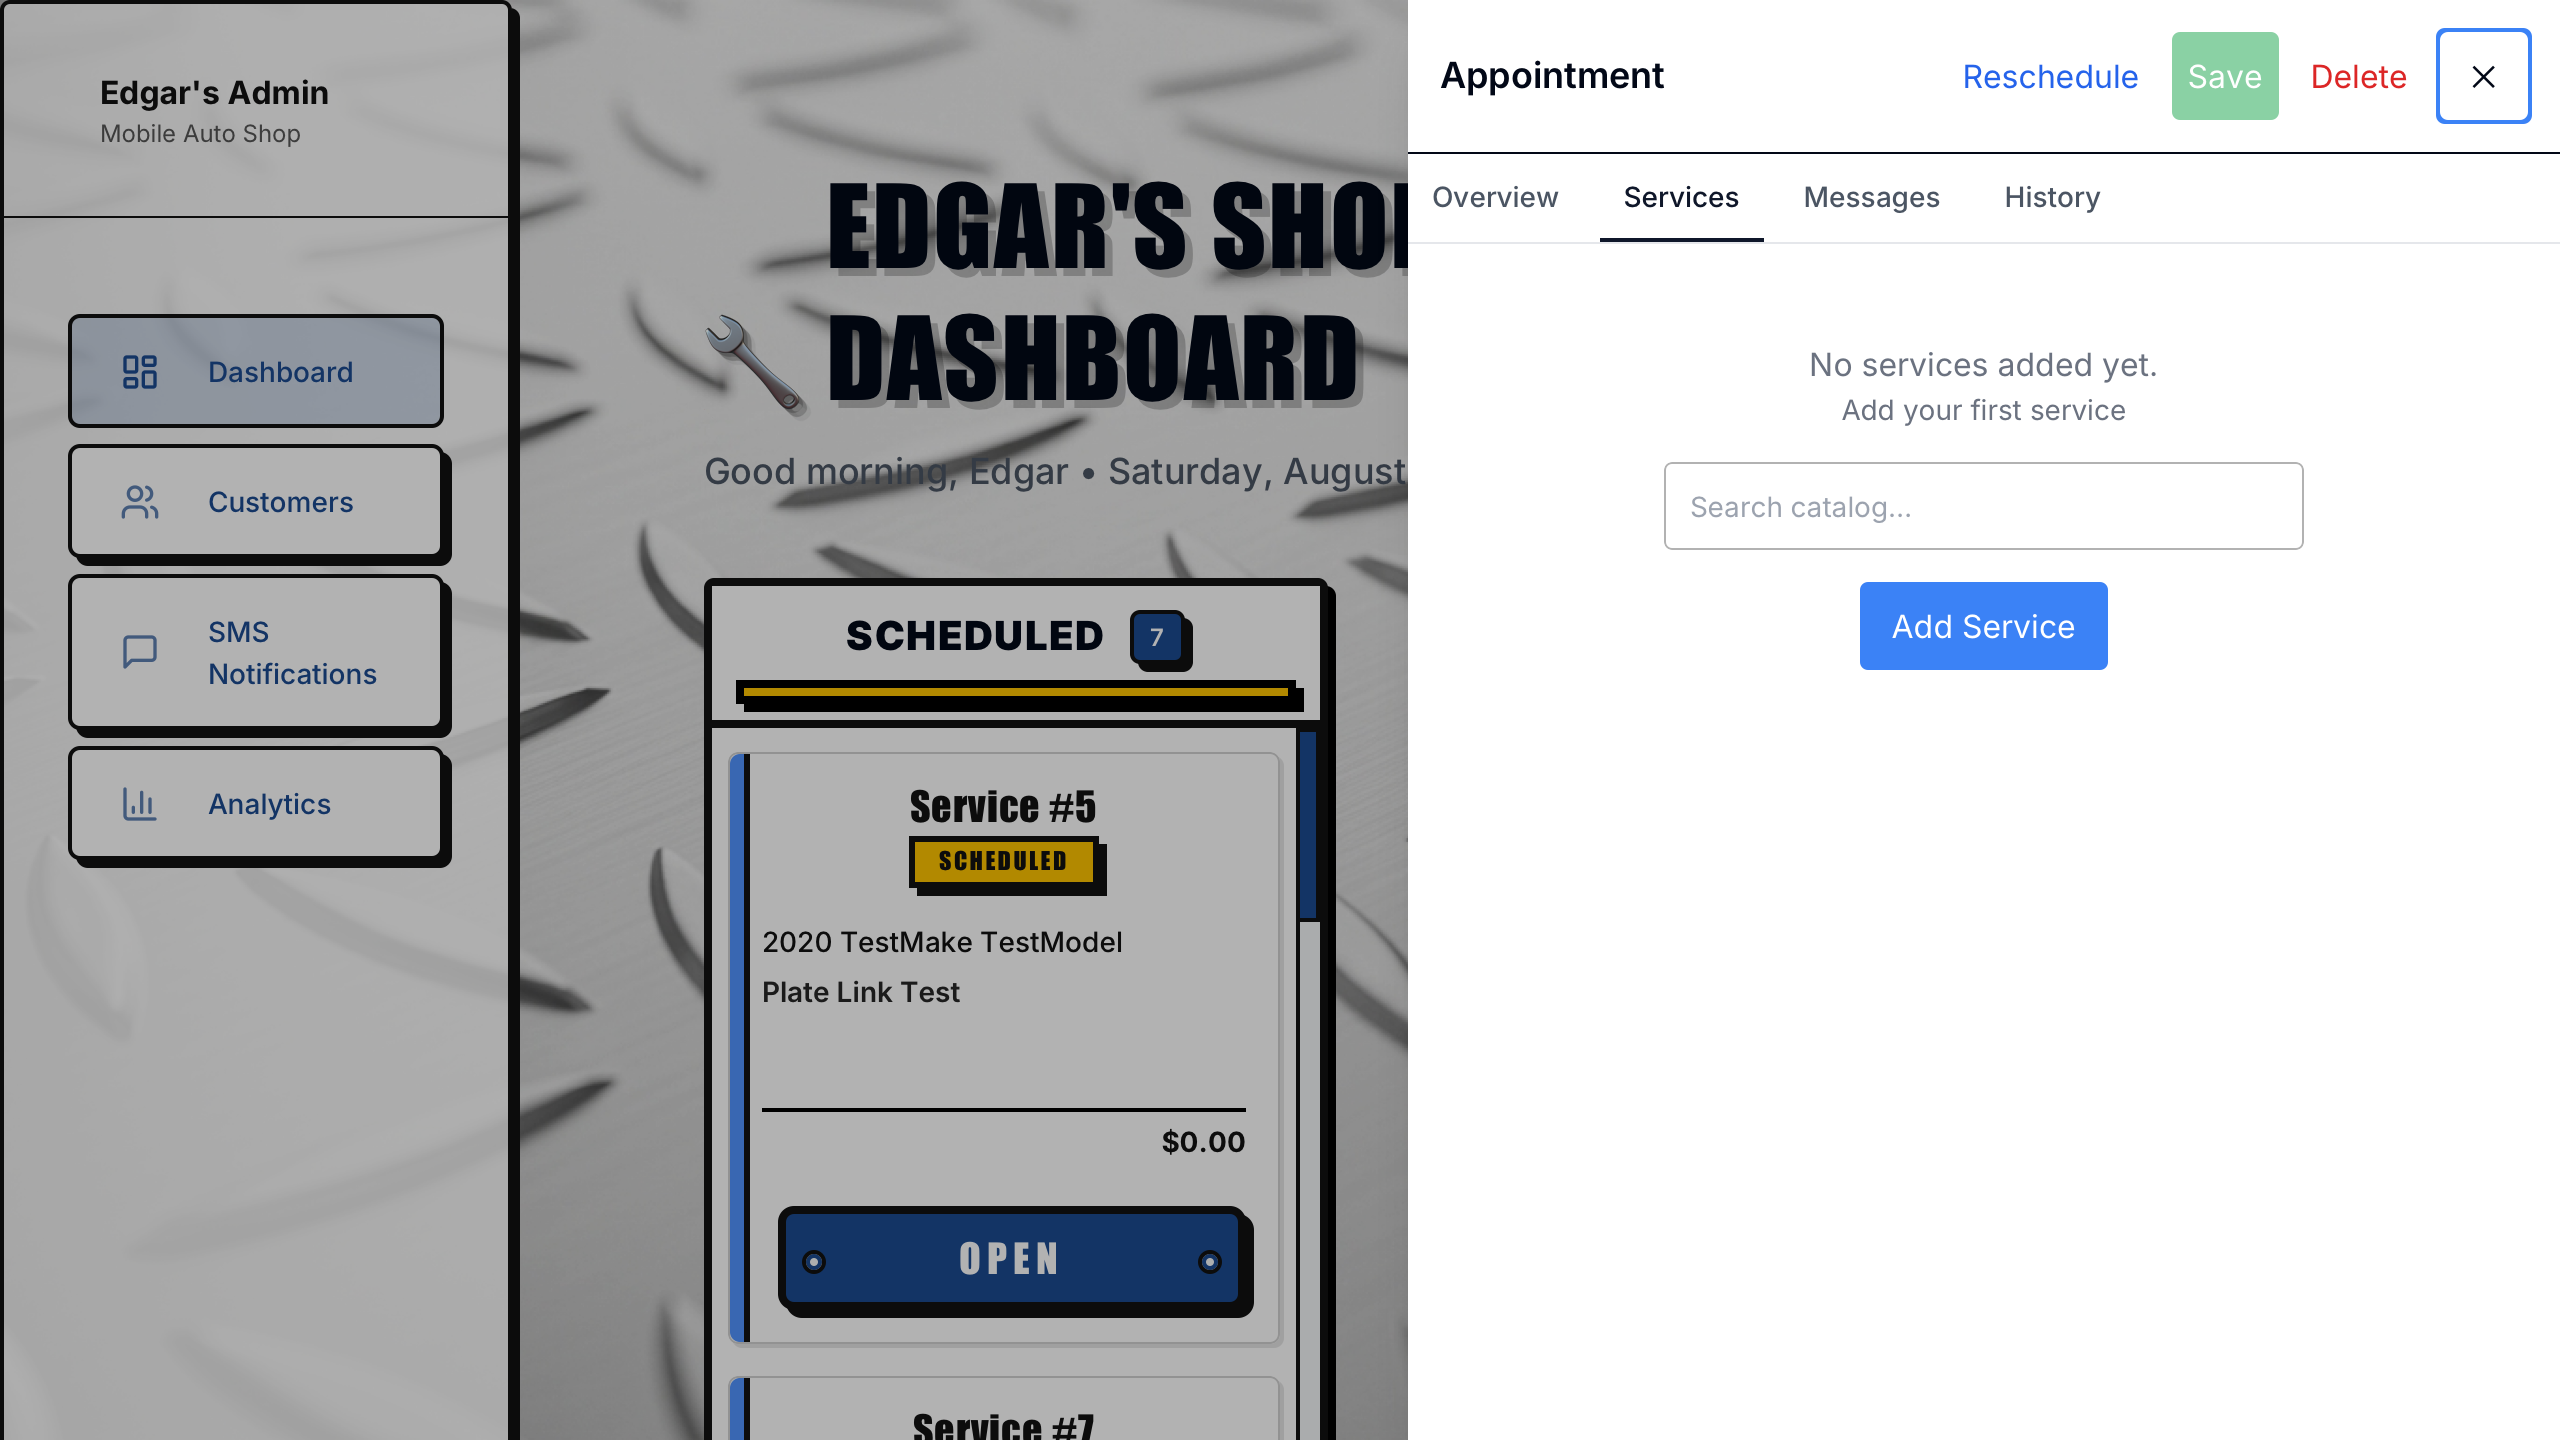 Edgar's Admin
Mobile Auto Shop
Dashboard
Customers
SMS
Notifications
Analytics
EDGAR'S SHO
DASHBOARD
Good morning, Edgar • Saturday, August
SCHEDULED 7
Service #5
SCHEDULED
2020 TestMake TestModel
Plate Link Test
$0.00
OPEN
Service #7
Appointment
Reschedule
Save
Delete
Overview
Services
Messages
History
No services added yet.
Add your first service
Search catalog...
Add Service